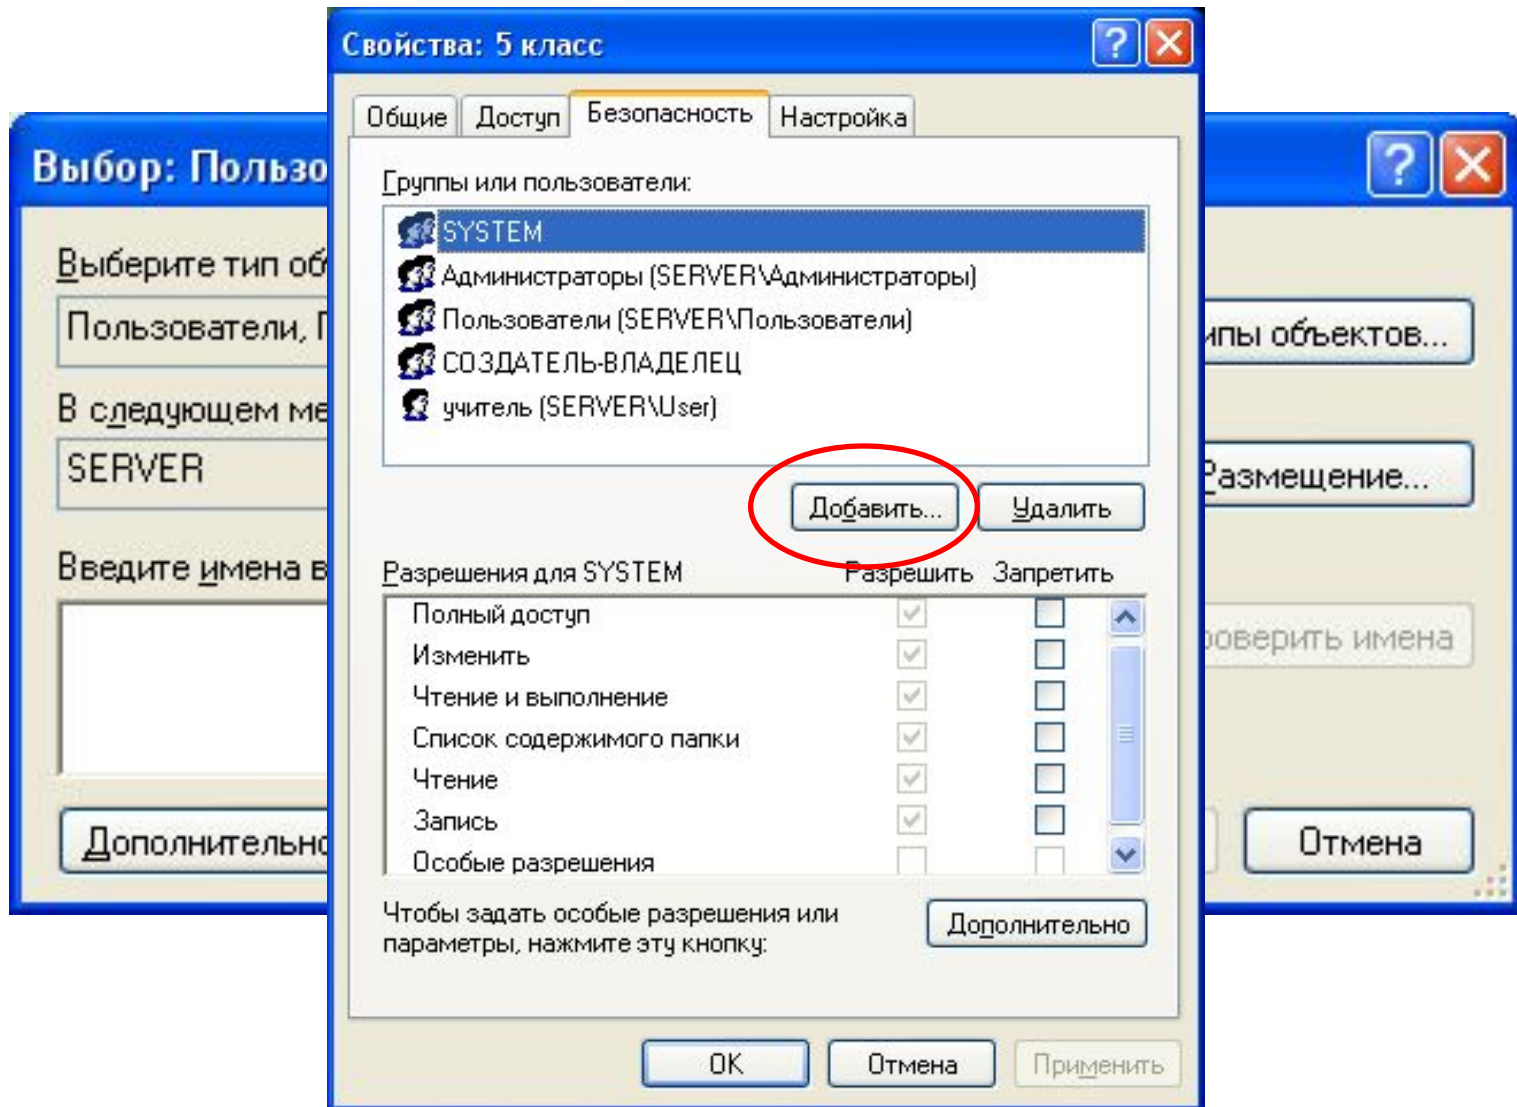 Свойства: 5 класс
Общие Доступ Безопасность Настройка
Группы или пользователи:
SYSTEM
Администраторы (SERVER\Администраторы)
Пользователи (SERVER\Пользователи)
СОЗДАТЕЛЬ-ВЛАДЕЛЕЦ
учитель (SERVER\User)
Добавить... Удалить
Разрешения для SYSTEM Разрешить Запретить
Полный доступ
Изменить
Чтение и выполнение
Список содержимого папки
Чтение
Запись
Особые разрешения
Чтобы задать особые разрешения или
параметры, нажмите эту кнопку:
Дополнительно
OK Отмена Применить
Выбор: Пользо
Выберите тип об
Пользователи, Г
ипы объектов...
В следующем ме
SERVER
Размещение...
Введите имена в
оверить имена
Дополнительно
Отмена